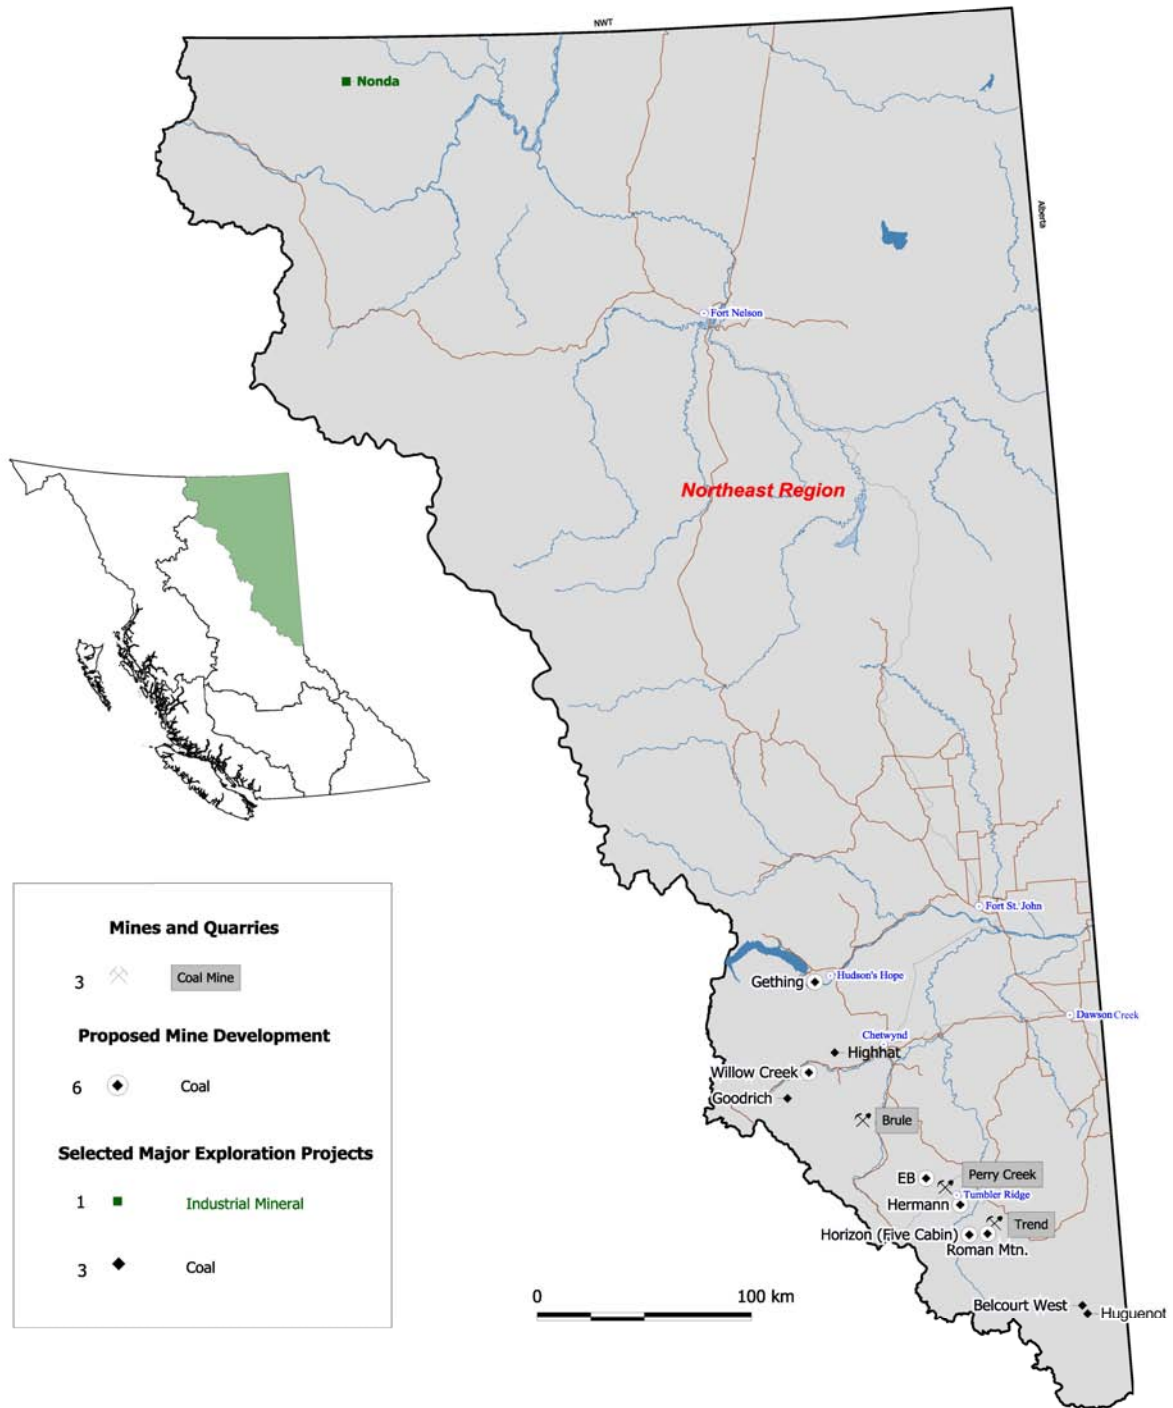 NWT
Nonda
Alberta
Fort Nelson
Northeast Region
Fort St. John
Gething
Hudson's Hope
Dawson Creek
Chetwynd
Highhat
Willow Creek
Goodrich
Brule
EB
Perry Creek
Tumbler Ridge
Hermann
Trend
Horizon (Five Cabin)
Roman Mtn.
Belcourt West
Huguenot
0 100 km
Mines and Quarries
3 Coal Mine
Proposed Mine Development
6 Coal
Selected Major Exploration Projects
1 Industrial Mineral
3 Coal